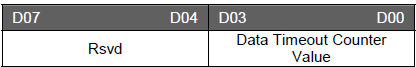 D07 D04 D03 D00
Rsvd
Data Timeout Counter
Value